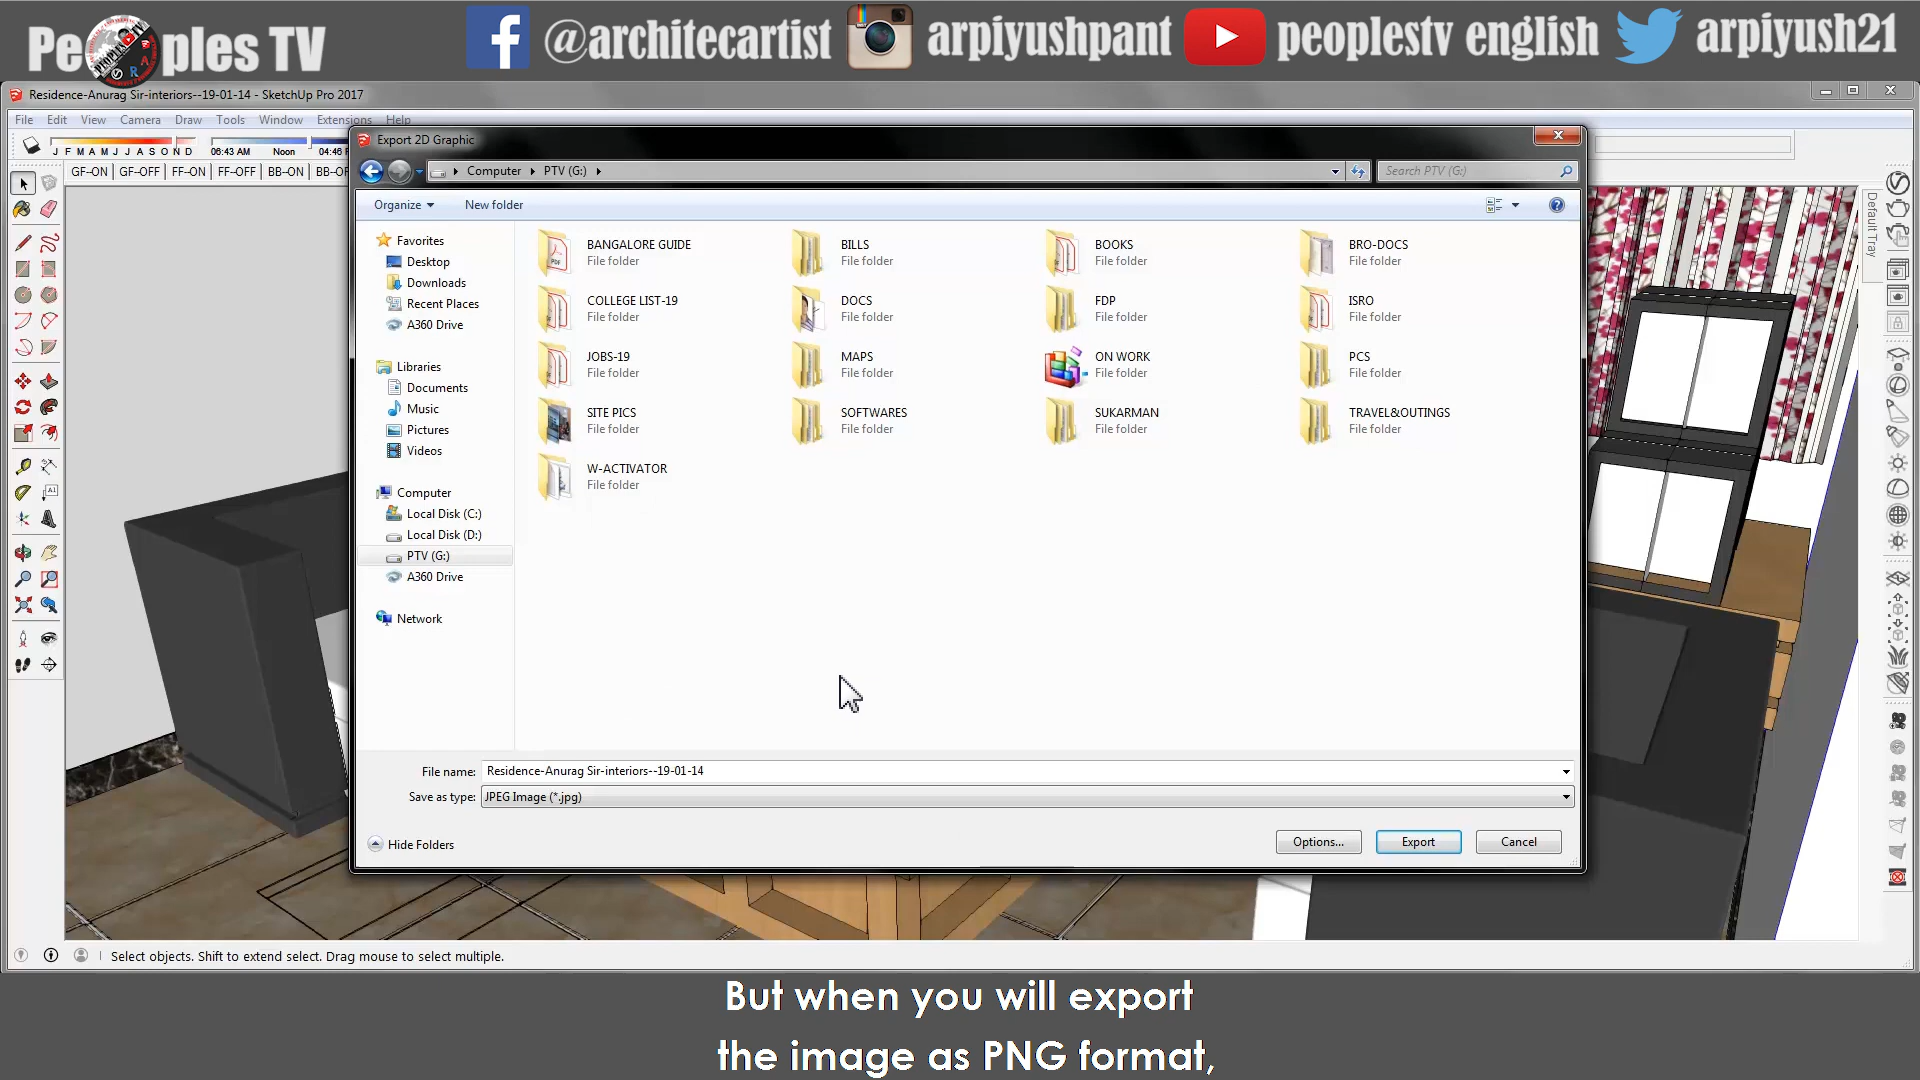 Peoples TV
@architecartist
arpiyushpant
peoplestv english
arpiyush21
Residence-Anurag Sir-interiors--19-01-14 - SketchUp Pro 2017
File Edit View Camera Draw Tools Window Extensions Help
J F M A M J J A S O N D 06:43 AM Noon 04:46
GF-ON GF-OFF FF-ON FF-OFF BB-ON
Export 2D Graphic
Computer PTV (G:)
Search PTV (G:)
Organize New folder
Favorites
Desktop
Downloads
Recent Places
A360 Drive
Libraries
Documents
Music
Pictures
Videos
Computer
Local Disk (C:)
Local Disk (D:)
PTV (G:)
A360 Drive
Network
BANGALORE GUIDE
File folder
BILLS
File folder
BOOKS
File folder
BRO-DOCS
File folder
COLLEGE LIST-19
File folder
DOCS
File folder
FDP
File folder
ISRO
File folder
JOBS-19
File folder
MAPS
File folder
ON WORK
File folder
PCS
File folder
SITE PICS
File folder
SOFTWARES
File folder
SUKARMAN
File folder
TRAVEL&OUTINGS
File folder
W-ACTIVATOR
File folder
Default Tray
File name: Residence-Anurag Sir-interiors--19-01-14
Save as type: JPEG Image (*.jpg)
Hide Folders
Options...
Export
Cancel
Select objects. Shift to extend select. Drag mouse to select multiple.
But when you will export
the image as PNG format,